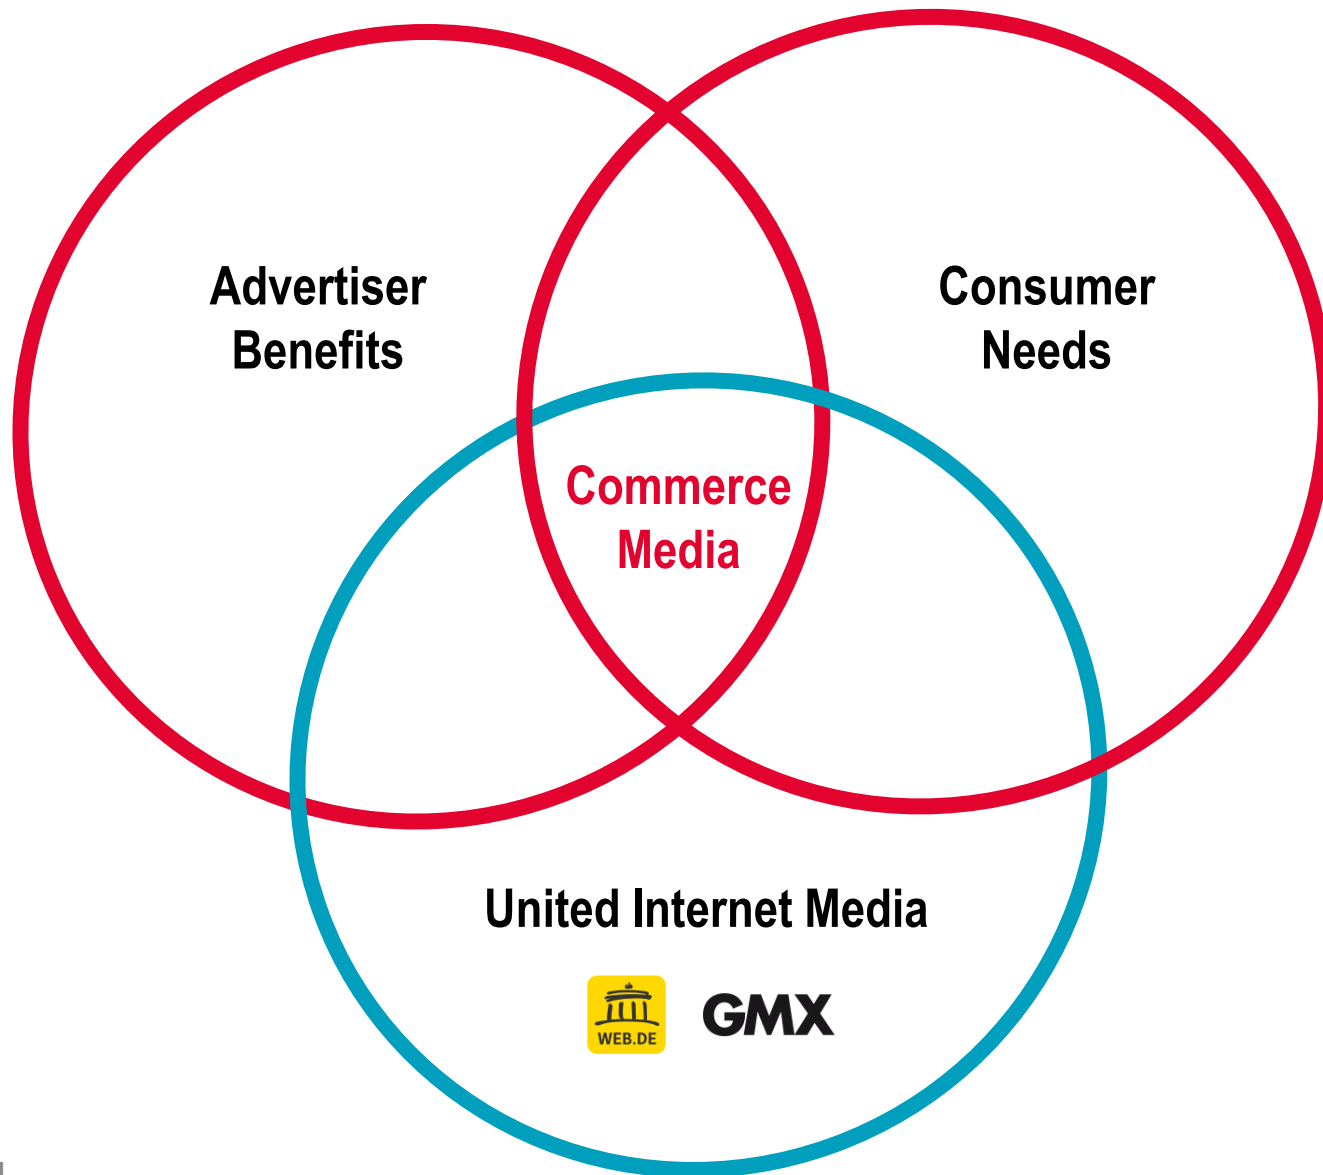 Advertiser
Benefits
Consumer
Needs
Commerce
Media
United Internet Media
WEB.DE
GMX